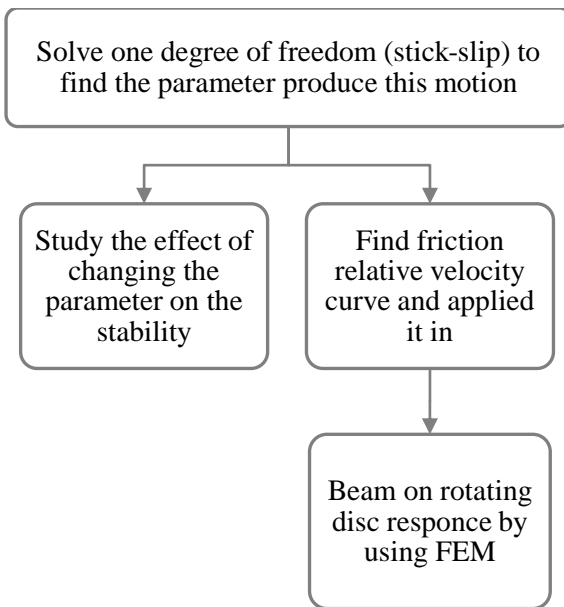 Solve one degree of freedom (stick-slip) to
find the parameter produce this motion
Study the effect of
changing the
parameter on the
stability
Find friction
relative velocity
curve and applied
it in
Beam on rotating
disc responce by
using FEM